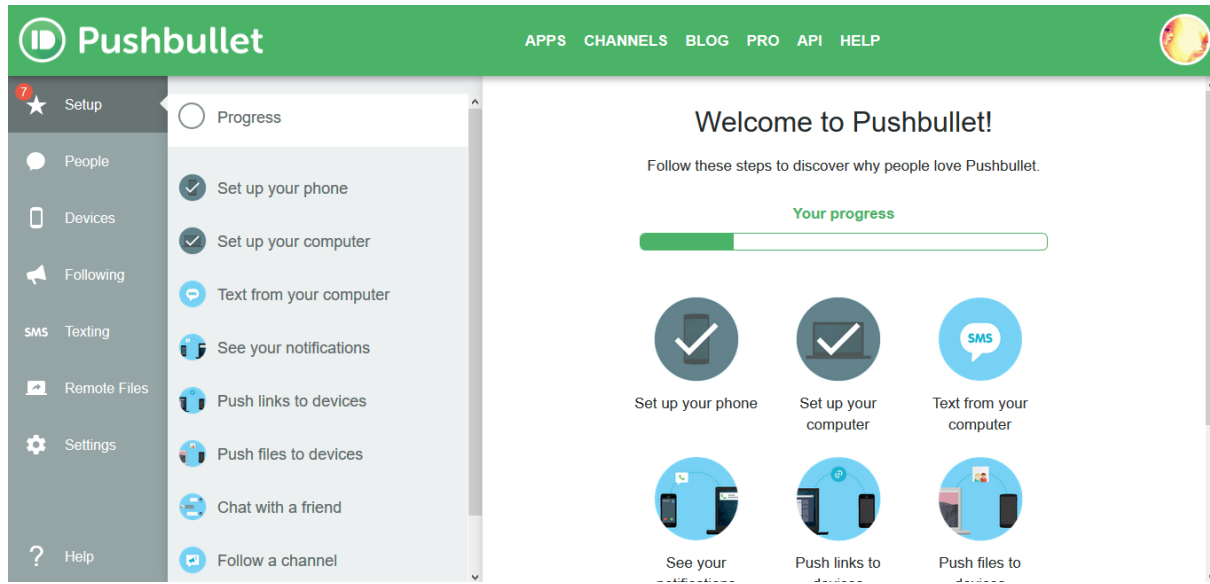 Pushbullet
APPS CHANNELS BLOG PRO API HELP
7
Setup
People
Devices
Following
SMS Texting
Remote Files
Settings
? Help
Progress
Set up your phone
Set up your computer
Text from your computer
See your notifications
Push links to devices
Push files to devices
Chat with a friend
Follow a channel
Welcome to Pushbullet!
Follow these steps to discover why people love Pushbullet.
Your progress
SMS
Set up your phone
Set up your
computer
Text from your
computer
See your
notifications
Push links to
devices
Push files to
devices